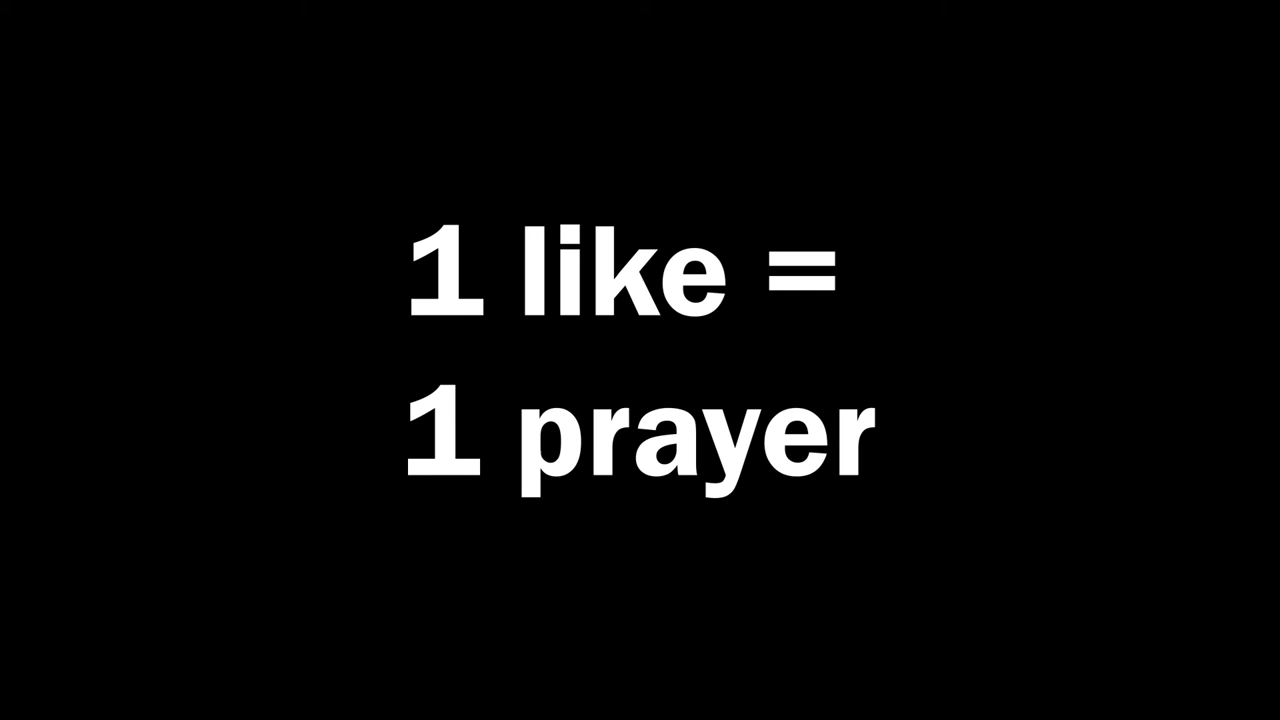 1 like =
1 prayer